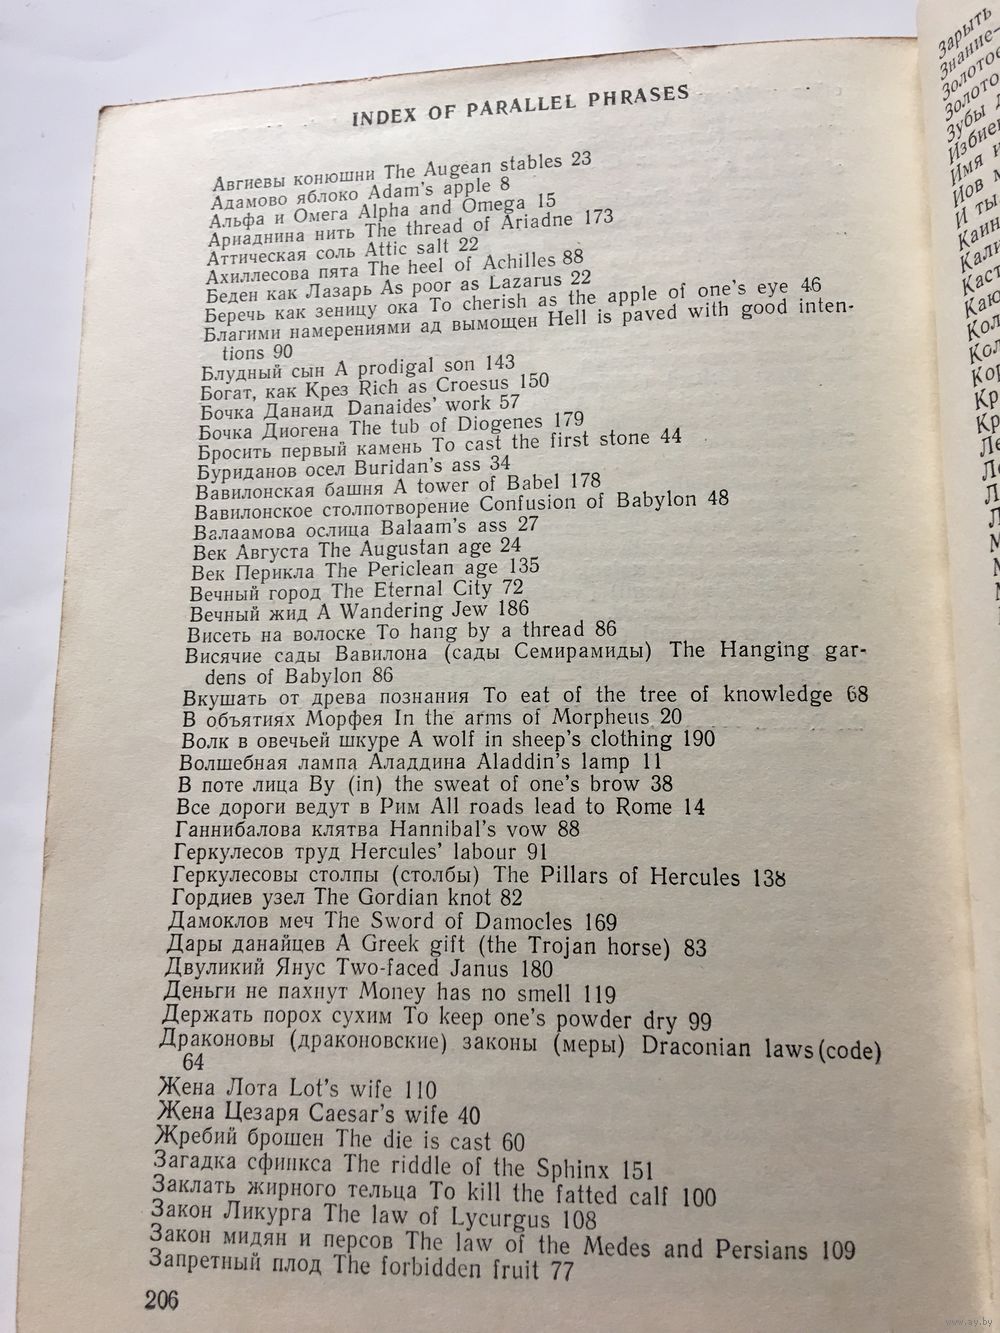 INDEX OF PARALLEL PHRASES
Авгиевы конюшни The Augean stables 23
Адамово яблоко Adam's apple 8
Альфа и Омега Alpha and Omega 15
Ариаднина нить The thread of Ariadne 173
Аттическая соль Attic salt 22
Ахиллесова пята The heel of Achilles 88
Беден как Лазарь As poor as Lazarus 22
Беречь как зеницу ока To cherish as the apple of one's eye 46
Благими намерениями ад вымощен Hell is paved with good inten-
tions 90
Блудный сын A prodigal son 143
Богат, как Крез Rich as Croesus 150
Бочка Данаид Danaides' work 57
Бочка Диогена The tub of Diogenes 179
Бросить первый камень To cast the first stone 44
Буриданов осел Buridan's ass 34
Вавилонская башня A tower of Babel 178
Вавилонское столпотворение Confusion of Babylon 48
Валаамова ослица Balaam's ass 27
Век Августа The Augustan age 24
Век Перикла The Periclean age 135
Вечный город The Eternal City 72
Вечный жид A Wandering Jew 186
Висеть на волоске To hang by a thread 86
Висячие сады Вавилона (сады Семирамиды) The Hanging gar-
dens of Babylon 86
Вкушать от древа познания To eat of the tree of knowledge 68
В объятиях Морфея In the arms of Morpheus 20
Волк в овечьей шкуре A wolf in sheep's clothing 190
Волшебная лампа Аладдина Aladdin's lamp 11
В поте лица By (in) the sweat of one's brow 38
Все дороги ведут в Рим All roads lead to Rome 14
Ганнибалова клятва Hannibal's vow 88
Геркулесов труд Hercules' labour 91
Геркулесовы столпы (столбы) The Pillars of Hercules 138
Гордиев узел The Gordian knot 82
Дамоклов меч The Sword of Damocles 169
Дары данайцев A Greek gift (the Trojan horse) 83
Двуликий Янус Two-faced Janus 180
Деньги не пахнут Money has no smell 119
Держать порох сухим To keep one's powder dry 99
Драконовы (драконовские) законы (меры) Draconian laws (code)
64
Жена Лота Lot's wife 110
Жена Цезаря Caesar's wife 40
Жребий брошен The die is cast 60
Загадка сфинкса The riddle of the Sphinx 151
Заклать жирного тельца To kill the fatted calf 100
Закон Ликурга The law of Lycurgus 108
Закон мидян и персов The law of the Medes and Persians 109
Запретный плод The forbidden fruit 77
206
Зарыть
Знание-
Золотое
Золото
Зубы
Избиен
Имя и
Иов м
И ты
Каин
Кали
Каст
Каю
Кол
Кол
Кор
Кр
Кр
www.ay.by